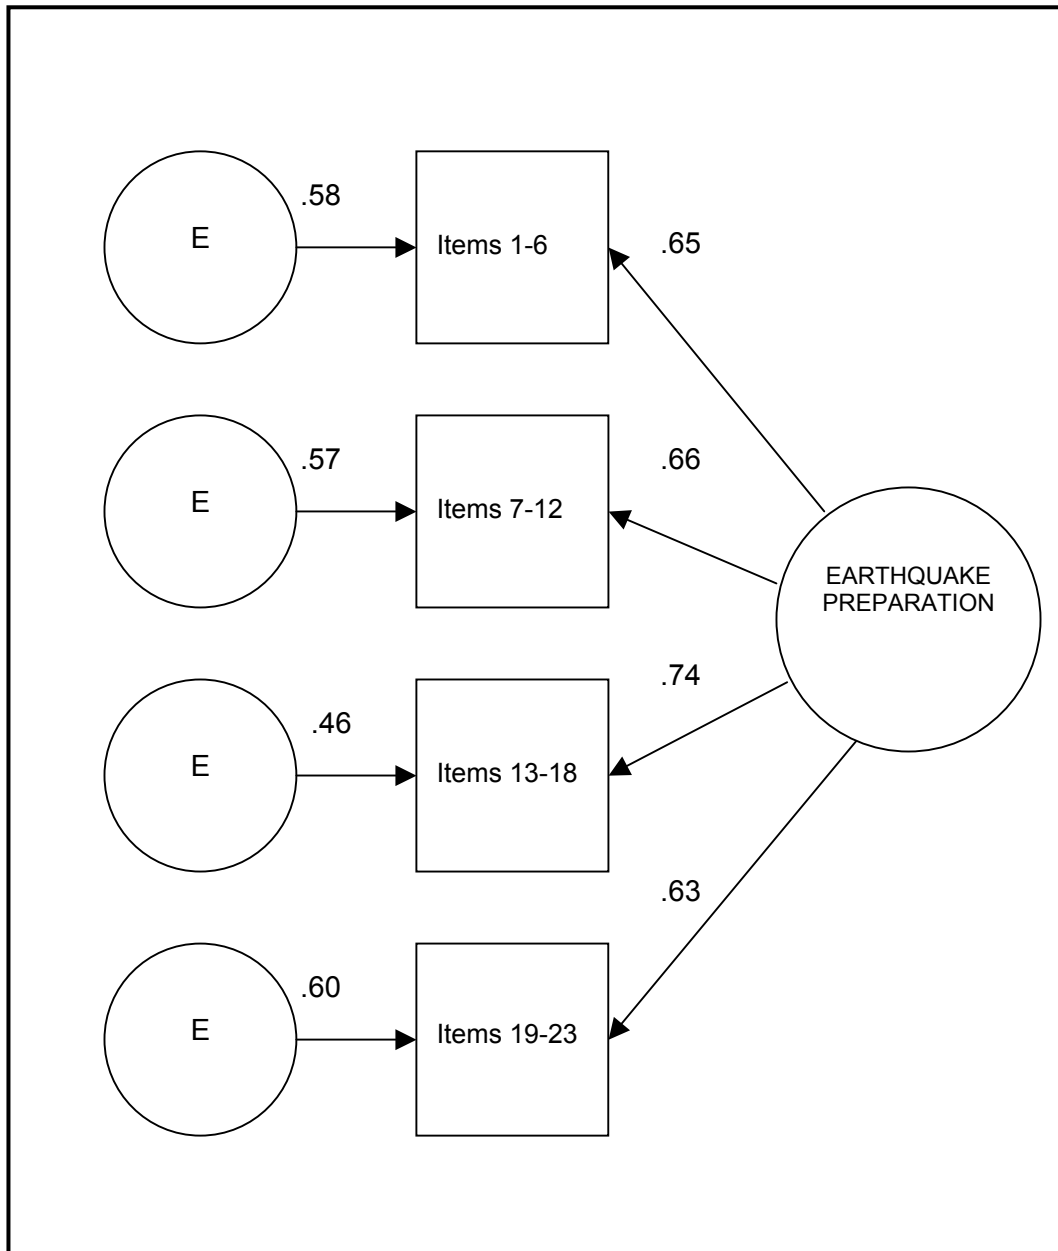 .58
E
Items 1-6
.65
.57
E
Items 7-12
.66
EARTHQUAKE
PREPARATION
.74
.46
E
Items 13-18
.63
.60
E
Items 19-23